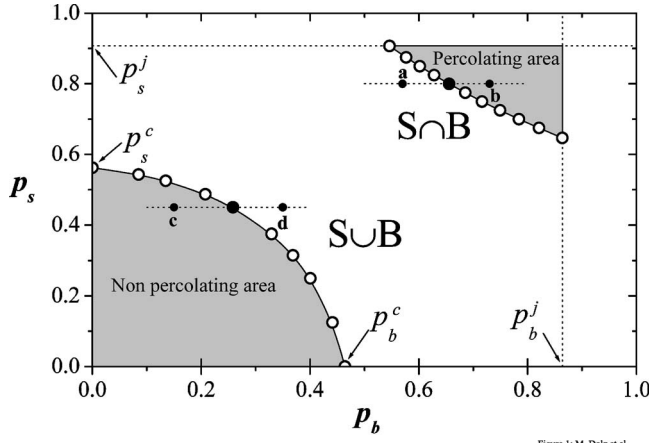 1.0
0.8
0.6
0.4
0.2
0.0
p_s
p_s^j
p_s^c
Percolating area
a
b
S∩B
c
d
S∪B
Non percolating area
p_b^c
p_b^j
0.0 0.2 0.4 0.6 0.8 1.0
p_b